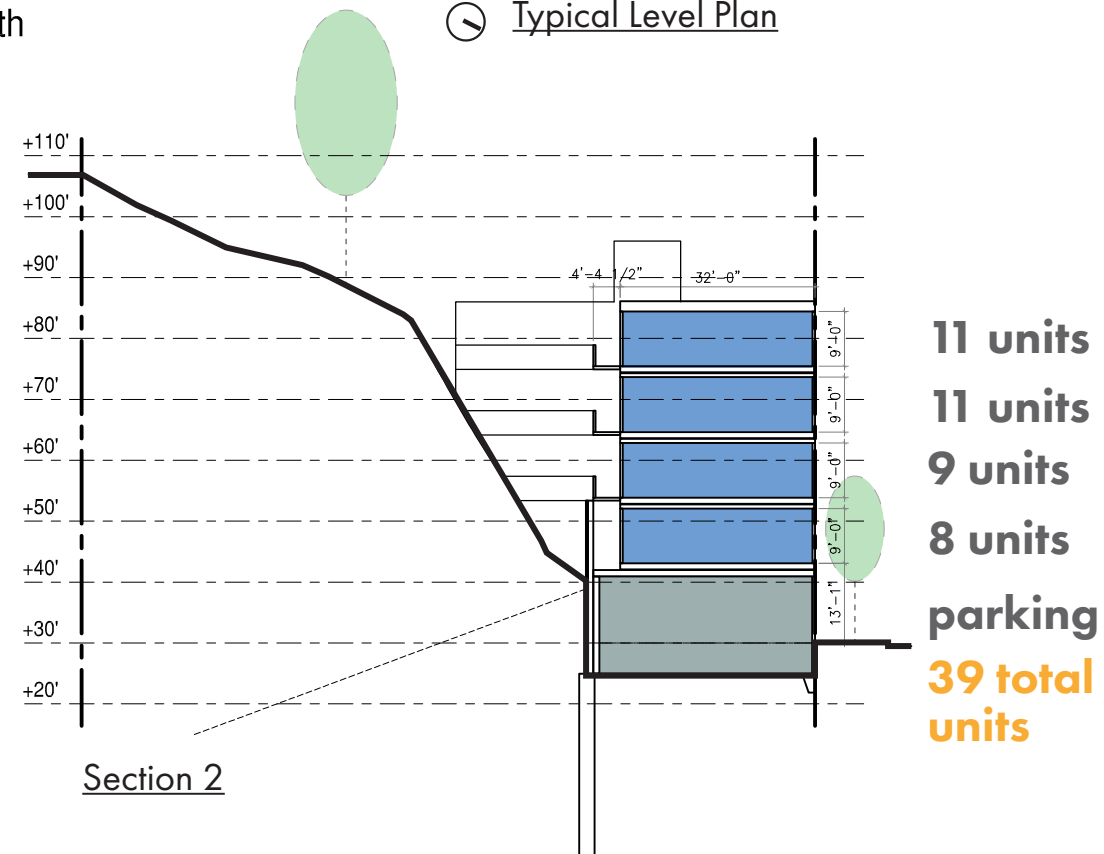 th
Typical Level Plan
+110'
+100'
+90'
4'-4 1/2" 32'-0"
+80'
9'-0"
11 units
+70'
9'-0"
11 units
+60'
9'-0"
9 units
+50'
9'-0"
8 units
+40'
13'-1"
parking
+30'
39 total
units
+20'
Section 2